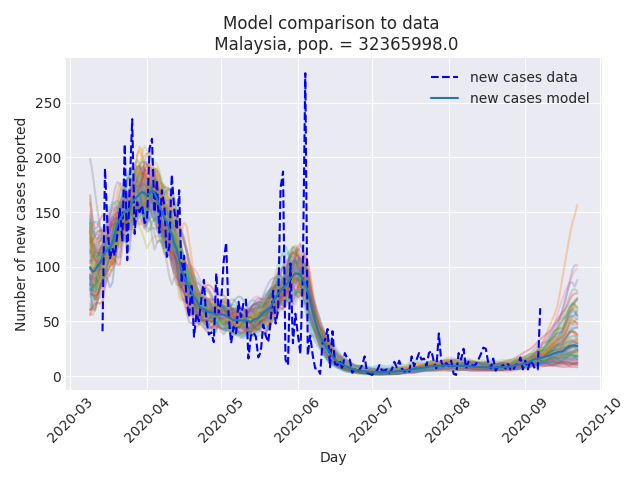 Model comparison to data
Malaysia, pop. = 32365998.0
new cases data
new cases model
Number of new cases reported
250
200
150
100
50
0
2020-03
2020-04
2020-05
2020-06
2020-07
2020-08
2020-09
2020-10
Day